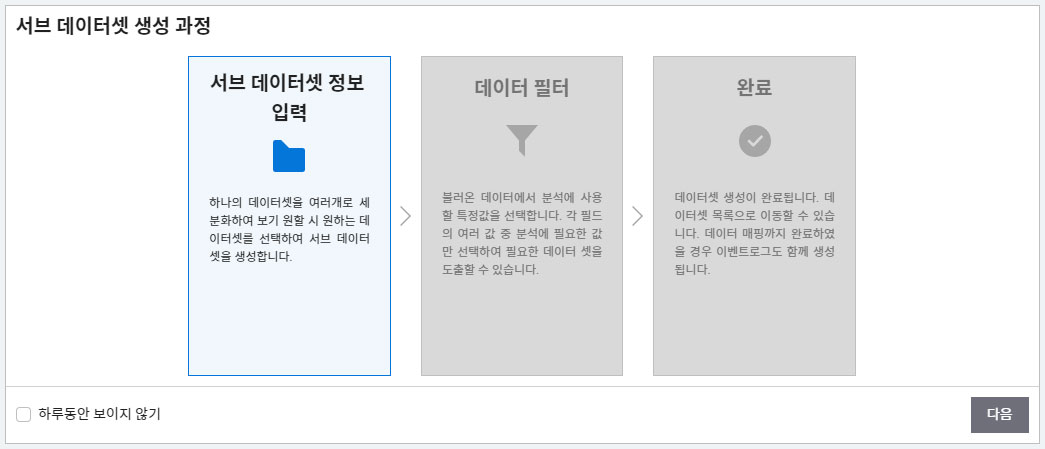 서브 데이터셋 생성 과정
서브 데이터셋 정보
입력
하나의 데이터셋을 여러개로 세
분화하여 보기 원할 시 원하는 데
이터셋를 선택하여 서브 데이터
셋을 생성합니다.
데이터 필터
불러온 데이터에서 분석에 사용
할 특정값을 선택합니다. 각 필드
의 여러 값 중 분석에 필요한 값
만 선택하여 필요한 데이터 셋을
도출할 수 있습니다.
완료
데이터셋 생성이 완료됩니다. 데
이터셋 목록으로 이동할 수 있습
니다. 데이터 매핑까지 완료하였
을 경우 이벤트로그도 함께 생성
됩니다.
하루동안 보이지 않기
다음